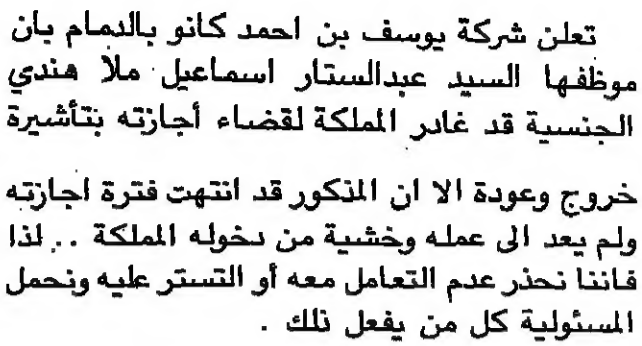 تعلن شركة يوسف بن احمد كانو بالدمام بان
موظفها السيد عبدالستار اسماعيل ملا هندي
الجنسية قد غادر المملكة لقضاء أجازته بتأشيرة
خروج وعودة الا ان المذكور قد انتهت فترة اجازته
ولم يعد الى عمله وخشية من دخوله المملكة .. لذا
فاننا نحذر عدم التعامل معه أو التستر عليه ونحمل
المسئولية كل من يفعل ذلك .